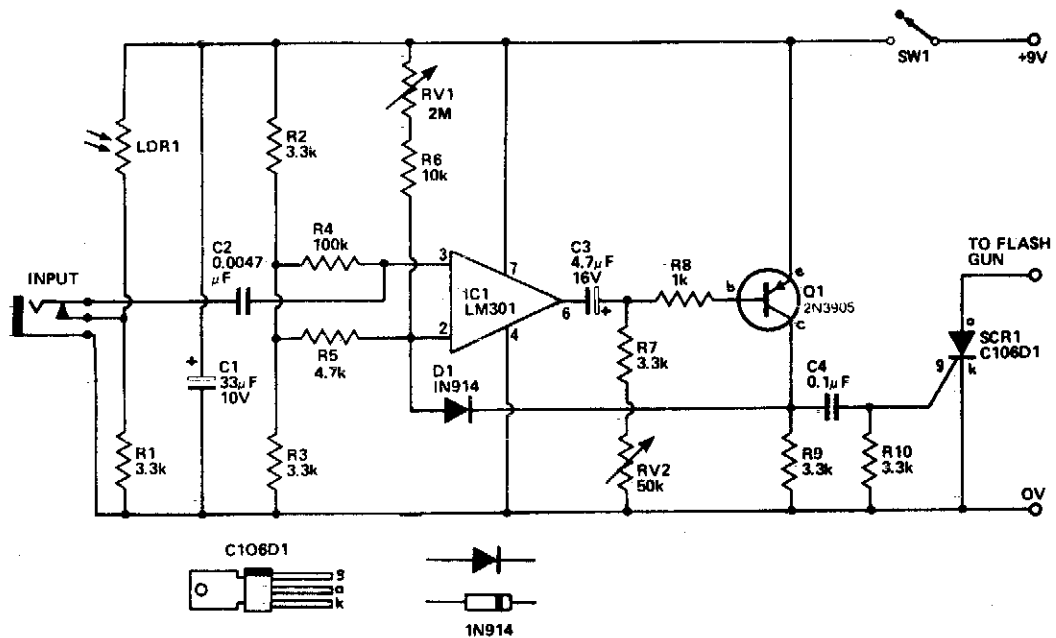 SW1
+9V
LDR1
R2
3.3k
RV1
2M
R6
10k
R4
100k
C2
0.0047
µF
INPUT
C3
4.7µF
16V
R8
1k
TO FLASH
GUN
3
7
IC1
LM301
6
2
4
b
e
c
Q1
2N3905
R5
4.7k
R7
3.3k
a
SCR1
C106D1
g
k
C1
+
33µF
10V
+
D1
IN914
C4
0.1µF
R1
3.3k
R3
3.3k
RV2
50k
R9
3.3k
R10
3.3k
0V
C106D1
g
a
k
1N914